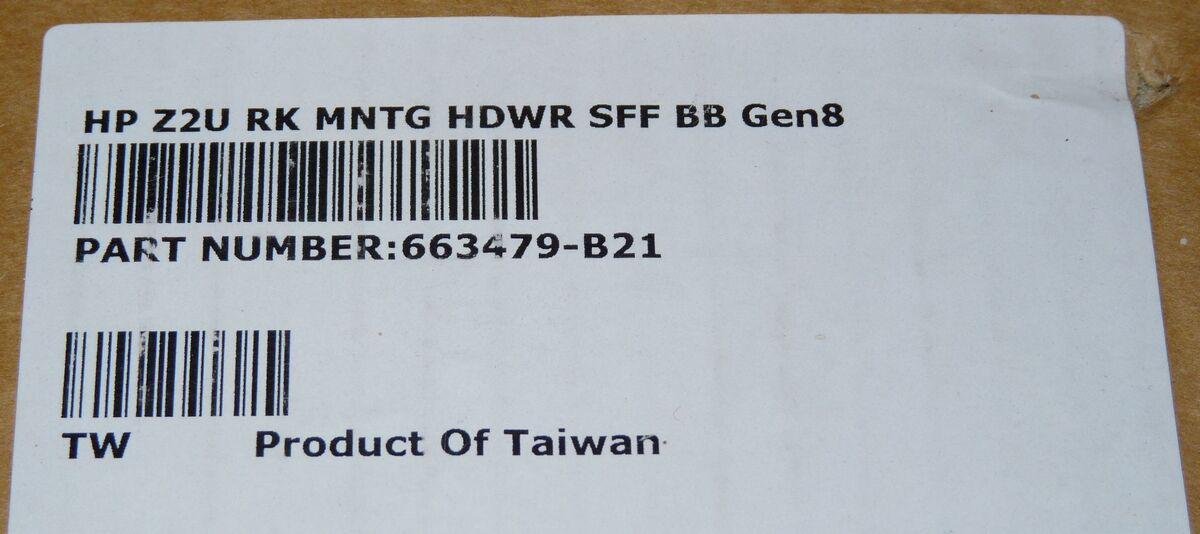 HP Z2U RK MNTG HDWR SFF BB Gen8
PART NUMBER:663479-B21
TW Product Of Taiwan